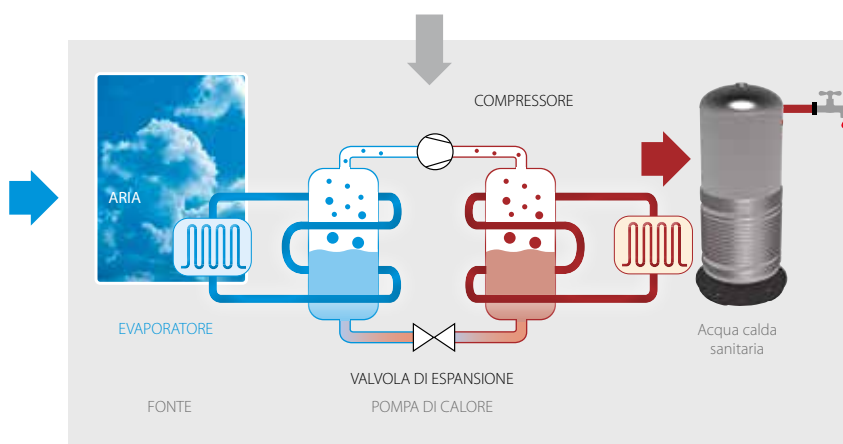 COMPRESSORE
ARIA
EVAPORATORE
Acqua calda
sanitaria
VALVOLA DI ESPANSIONE
FONTE
POMPA DI CALORE